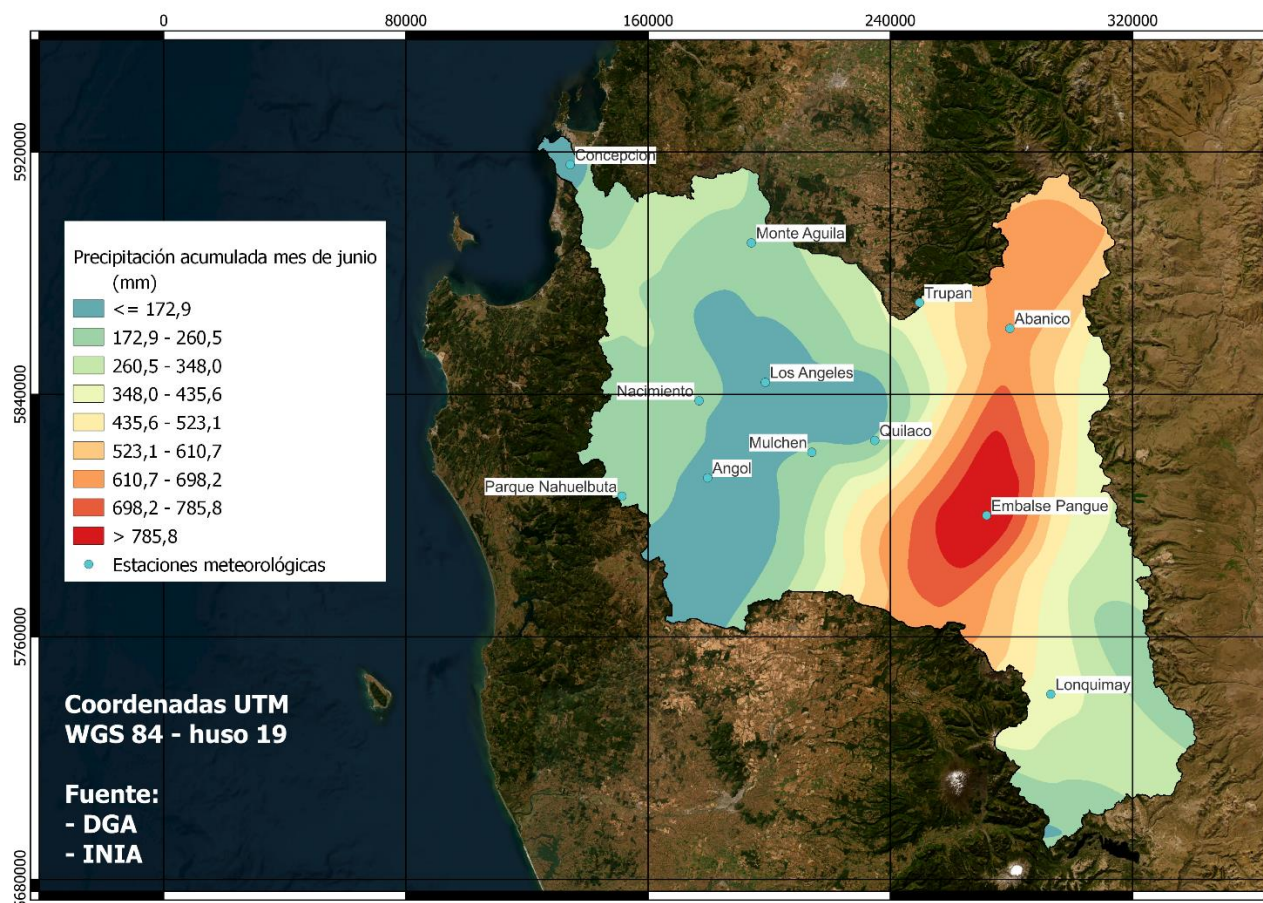 0 80000 160000 240000 320000
5920000
5840000
5760000
5680000
Concepcion
Monte Aguila
Trupan
Abanico
Los Angeles
Nacimiento
Quilaco
Mulchen
Angol
Parque Nahuelbuta
Embalse Pangue
Lonquimay
Precipitación acumulada mes de junio
(mm)
<= 172,9
172,9 - 260,5
260,5 - 348,0
348,0 - 435,6
435,6 - 523,1
523,1 - 610,7
610,7 - 698,2
698,2 - 785,8
> 785,8
Estaciones meteorológicas
Coordenadas UTM
WGS 84 - huso 19
Fuente:
- DGA
- INIA